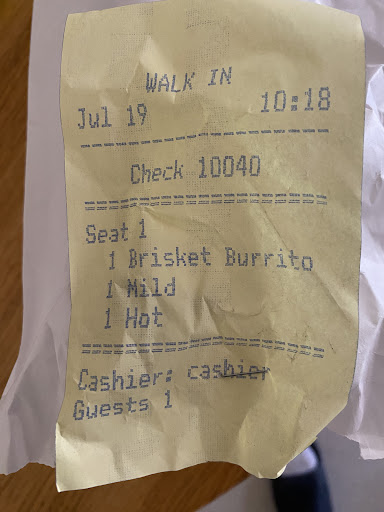 WALK IN
Jul 19 10:18
Check 10040
Seat 1
1 Brisket Burrito
1 Mild
1 Hot
Cashier: cashier
Guests 1